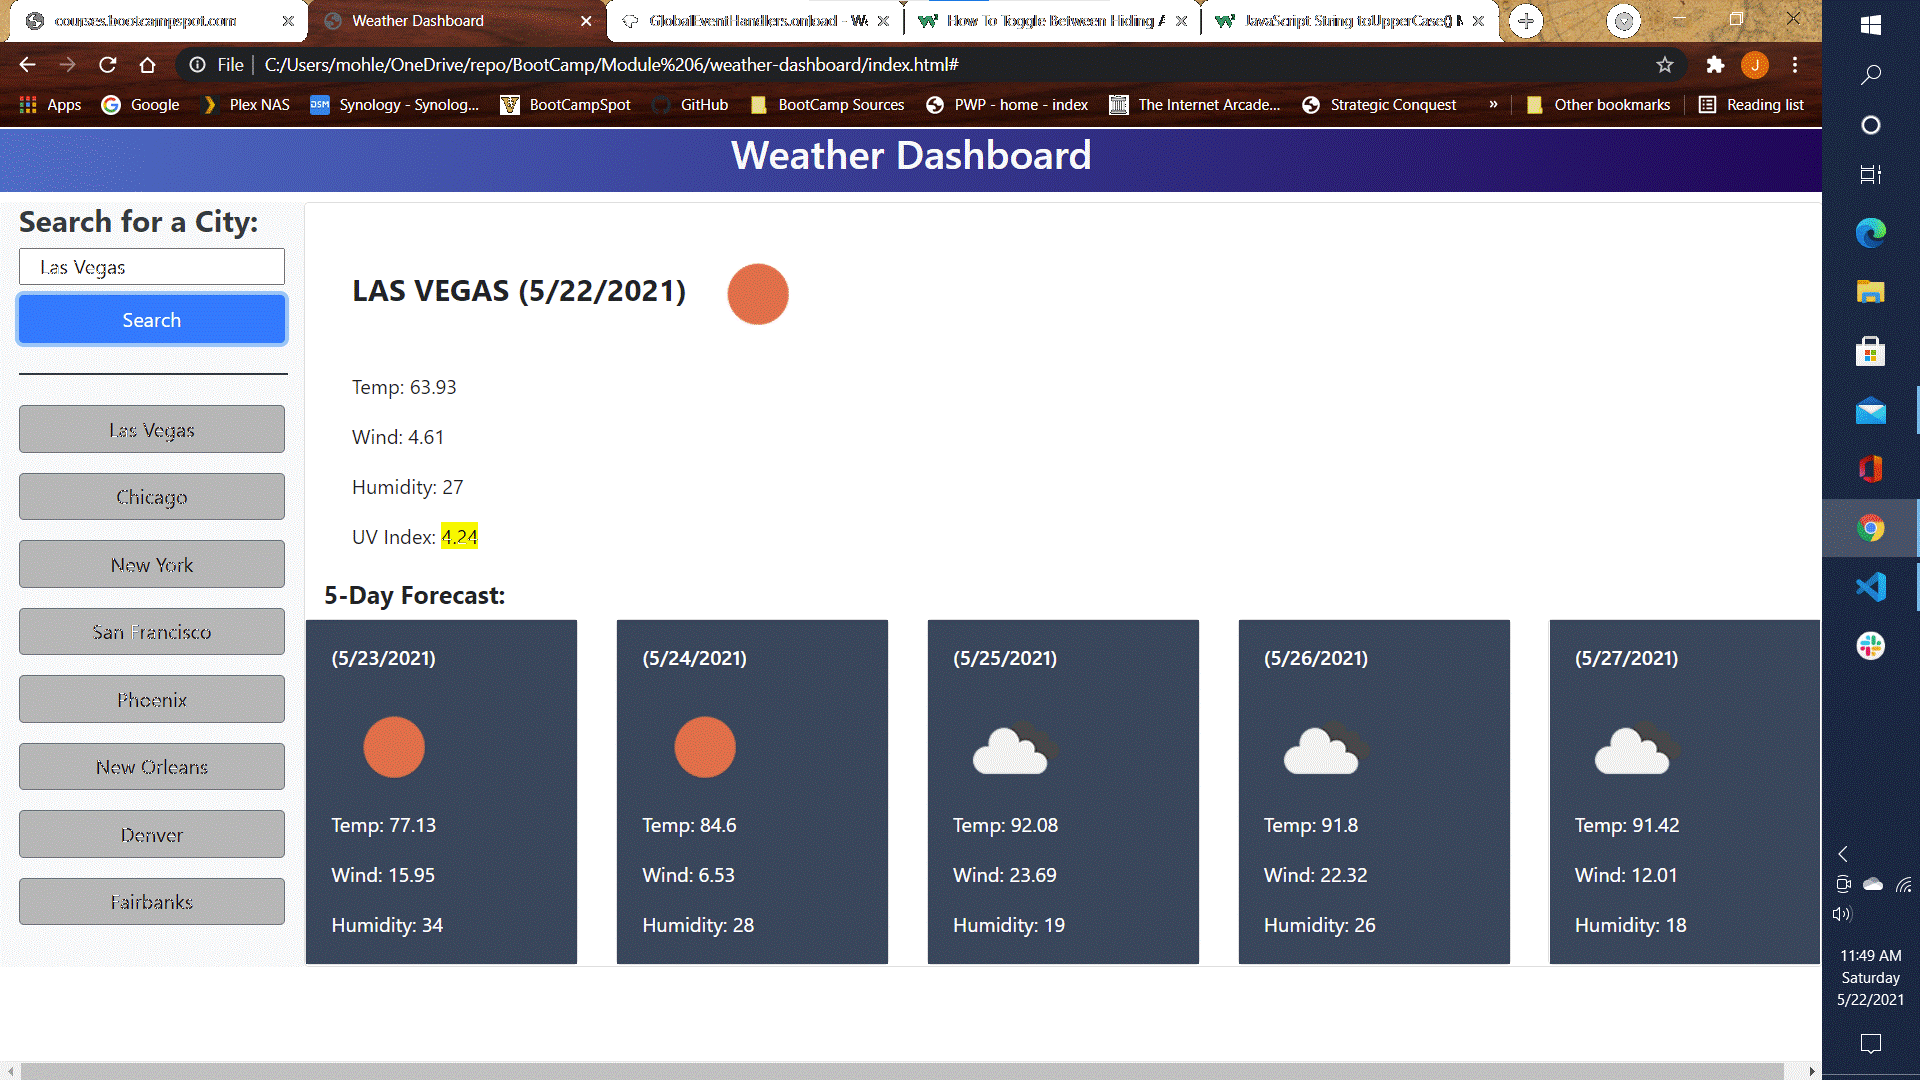 courses.bootcampspot.com
Weather Dashboard
GlobalEventHandlers.onload - We
How To Toggle Between Hiding A
JavaScript String toUpperCase() M
File
C:/Users/mohle/OneDrive/repo/BootCamp/Module%206/weather-dashboard/index.html#
J
Apps
Google
Plex NAS
DSM
Synology - Synolog...
V
BootCampSpot
GitHub
BootCamp Sources
PWP - home - index
The Internet Arcade...
Strategic Conquest
»
Other bookmarks
Reading list
Weather Dashboard
Search for a City:
Las Vegas
Search
Las Vegas
Chicago
New York
San Francisco
Phoenix
New Orleans
Denver
Fairbanks
LAS VEGAS (5/22/2021)
Temp: 63.93
Wind: 4.61
Humidity: 27
UV Index: 4.24
5-Day Forecast:
(5/23/2021)
Temp: 77.13
Wind: 15.95
Humidity: 34
(5/24/2021)
Temp: 84.6
Wind: 6.53
Humidity: 28
(5/25/2021)
Temp: 92.08
Wind: 23.69
Humidity: 19
(5/26/2021)
Temp: 91.8
Wind: 22.32
Humidity: 26
(5/27/2021)
Temp: 91.42
Wind: 12.01
Humidity: 18
11:49 AM
Saturday
5/22/2021